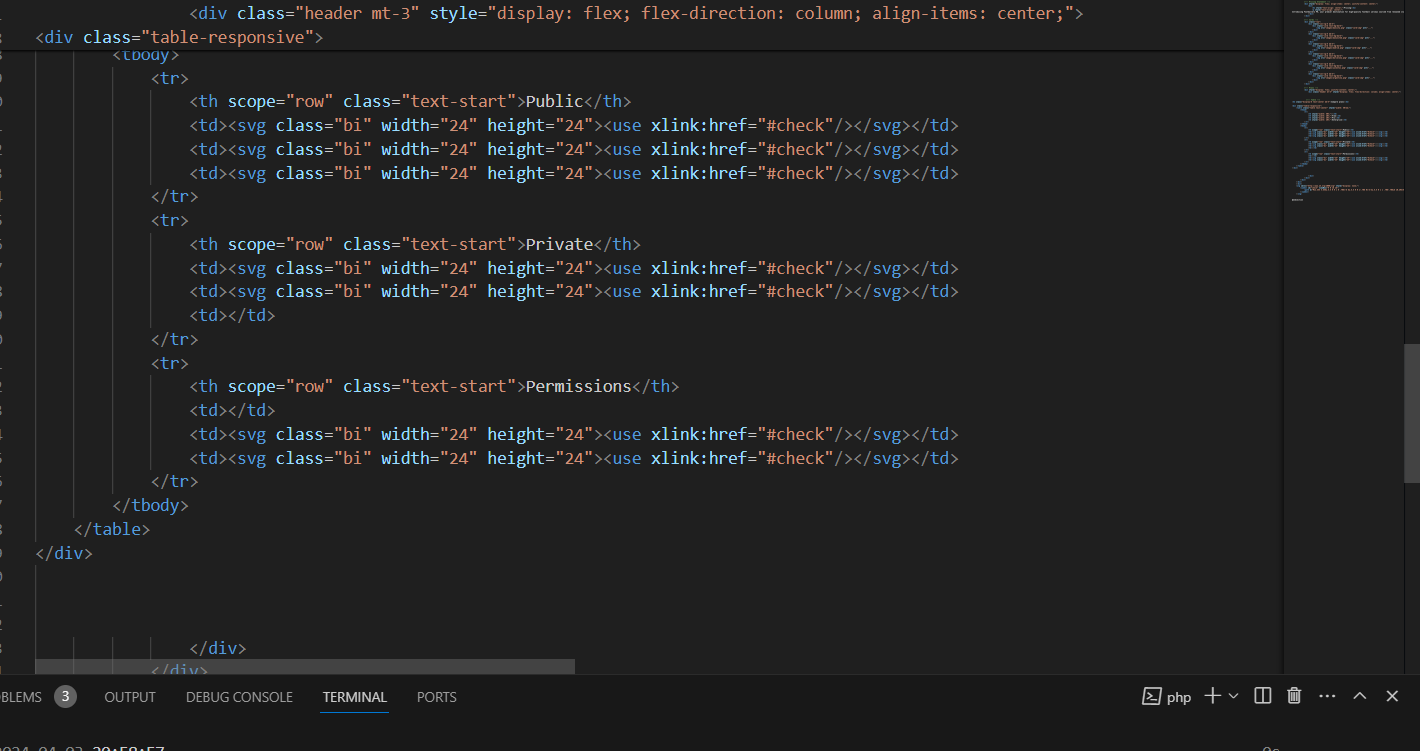 <div class="header mt-3" style="display: flex; flex-direction: column; align-items: center;">
<div class="table-responsive">
<tbody>
<tr>
<th scope="row" class="text-start">Public</th>
<td><svg class="bi" width="24" height="24"><use xlink:href="#check"/></svg></td>
<td><svg class="bi" width="24" height="24"><use xlink:href="#check"/></svg></td>
<td><svg class="bi" width="24" height="24"><use xlink:href="#check"/></svg></td>
</tr>
<tr>
<th scope="row" class="text-start">Private</th>
<td><svg class="bi" width="24" height="24"><use xlink:href="#check"/></svg></td>
<td><svg class="bi" width="24" height="24"><use xlink:href="#check"/></svg></td>
<td></td>
</tr>
<tr>
<th scope="row" class="text-start">Permissions</th>
<td></td>
<td><svg class="bi" width="24" height="24"><use xlink:href="#check"/></svg></td>
<td><svg class="bi" width="24" height="24"><use xlink:href="#check"/></svg></td>
</tr>
</tbody>
</table>
</div>
</div>
</div>
OBLEMS 3 OUTPUT DEBUG CONSOLE TERMINAL PORTS php